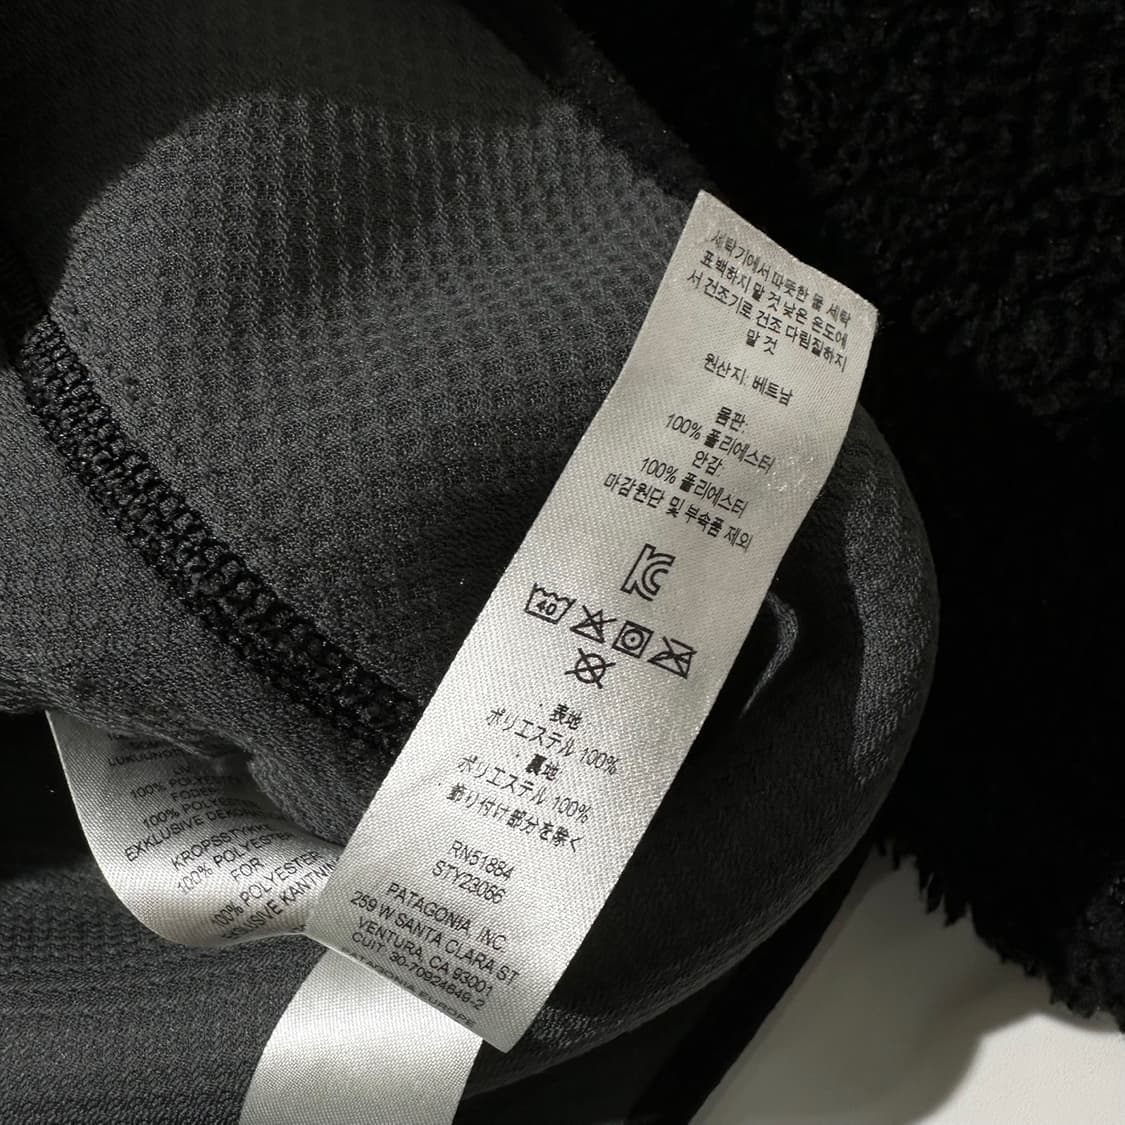 세탁기에서 따뜻한 물 세탁
표백하지 말 것 낮은 온도에
서 건조기로 건조 다림질하지
말 것
원산지: 베트남
몸판:
100% 폴리에스터
안감
100% 폴리에스터
마감원단 및 부속품 제외
KC
40
・表地・
ポリエステル 100%
・裏地
ポリエステル 100%
・飾り付け部分を除く
RN51884
STY23056
PATAGONIA INC.
259 W SANTA CLARA ST
VENTURA, CA 93001
CUIT. 30-70924849-2
PATAGONIA EUROPE
100% POLYESTER
100% POLYESTER
EXKLUSIVE
KROPSSTYKKE
100% POLYESTER
FOR
100% POLYESTER